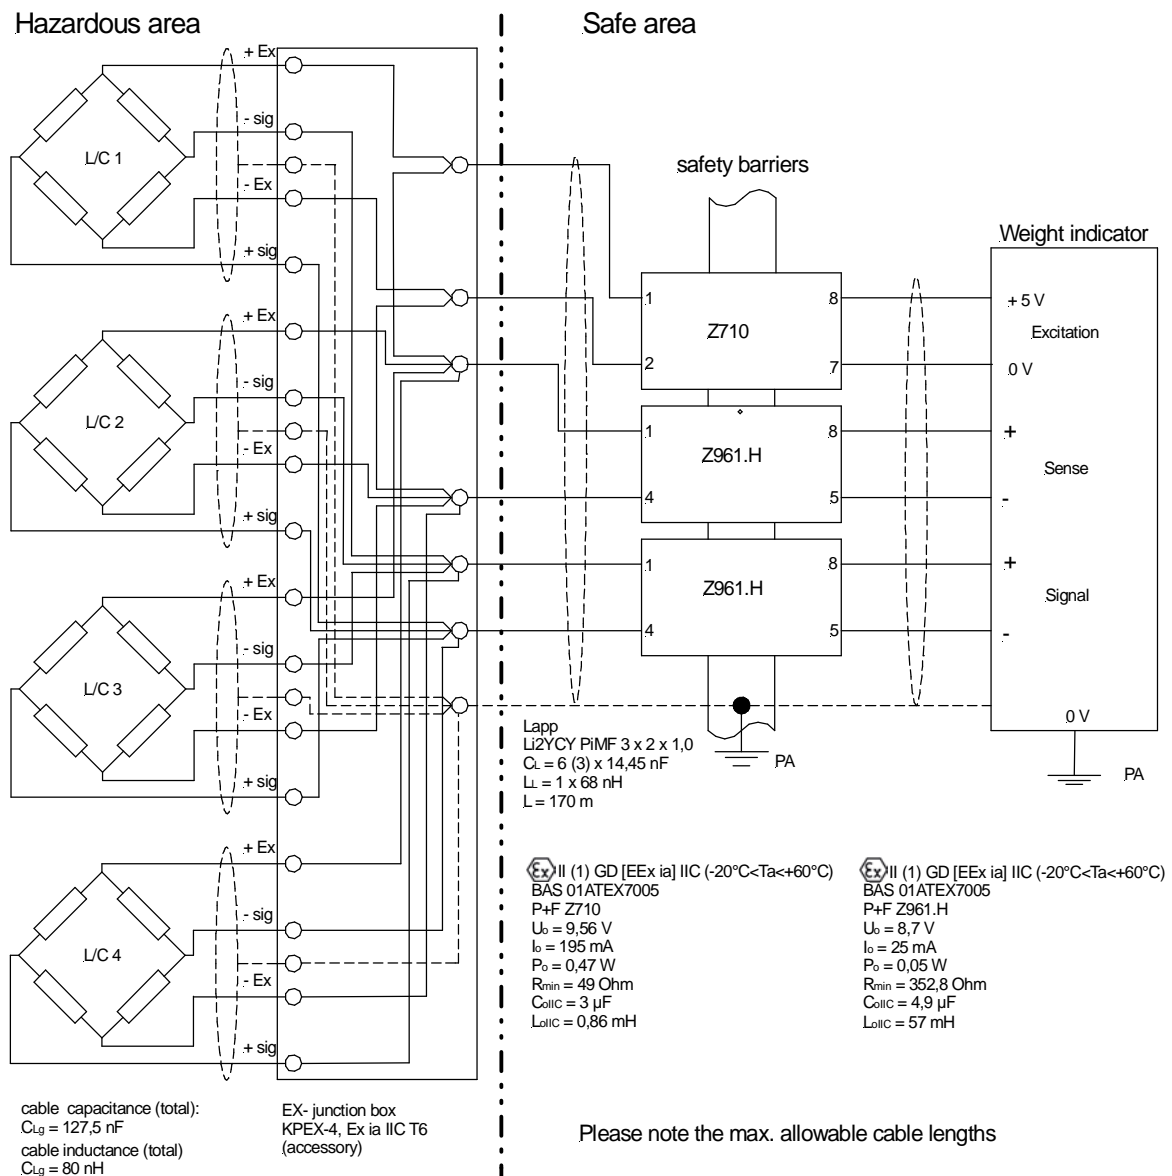 Hazardous area
Safe area
+ Ex
- sig
L/C 1
- Ex
+ sig
+ Ex
- sig
L/C 2
- Ex
+ sig
+ Ex
- sig
L/C 3
- Ex
+ sig
+ Ex
- sig
L/C 4
- Ex
+ sig
safety barriers
Weight indicator
1
8
Z710
2
7
1
8
Z961.H
4
5
1
8
Z961.H
4
5
+ 5 V
Excitation
0 V
+
Sense
-
+
Signal
-
0 V
PA
PA
Lapp
Li2YCY PiMF 3 x 2 x 1,0
CL = 6 (3) x 14,45 nF
LL = 1 x 68 nH
L = 170 m
Ex II (1) GD [EEx ia] IIC (-20°C<Ta<+60°C)
BAS 01ATEX7005
P+F Z710
Uo = 9,56 V
Io = 195 mA
Po = 0,47 W
Rmin = 49 Ohm
CoIIC = 3 µF
LoIIC = 0,86 mH
Ex II (1) GD [EEx ia] IIC (-20°C<Ta<+60°C)
BAS 01ATEX7005
P+F Z961.H
Uo = 8,7 V
Io = 25 mA
Po = 0,05 W
Rmin = 352,8 Ohm
CoIIC = 4,9 µF
LoIIC = 57 mH
cable capacitance (total):
CLg = 127,5 nF
cable inductance (total)
CLg = 80 nH
EX- junction box
KPEX-4, Ex ia IIC T6
(accessory)
Please note the max. allowable cable lengths